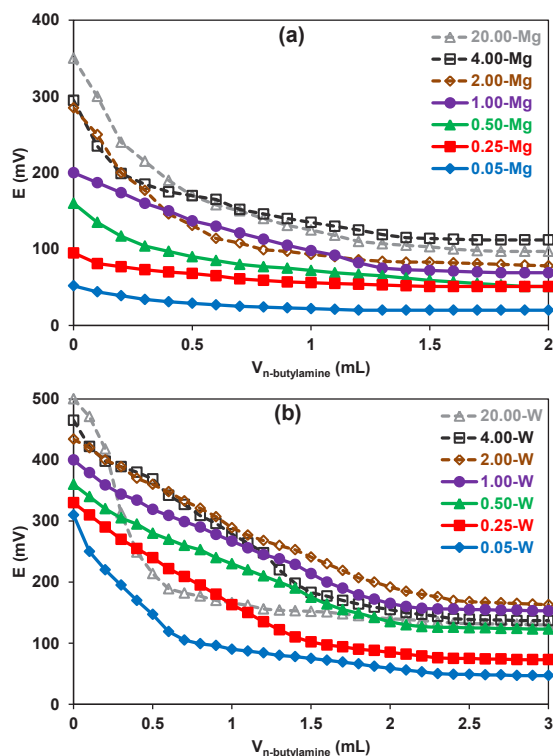 (a)
20.00-Mg
4.00-Mg
2.00-Mg
1.00-Mg
0.50-Mg
0.25-Mg
0.05-Mg
E (mV)
400
300
200
100
0
0 0.5 1 1.5 2
Vn-butylamine (mL)
(b)
20.00-W
4.00-W
2.00-W
1.00-W
0.50-W
0.25-W
0.05-W
E (mV)
500
400
300
200
100
0
0 0.5 1 1.5 2 2.5 3
Vn-butylamine (mL)